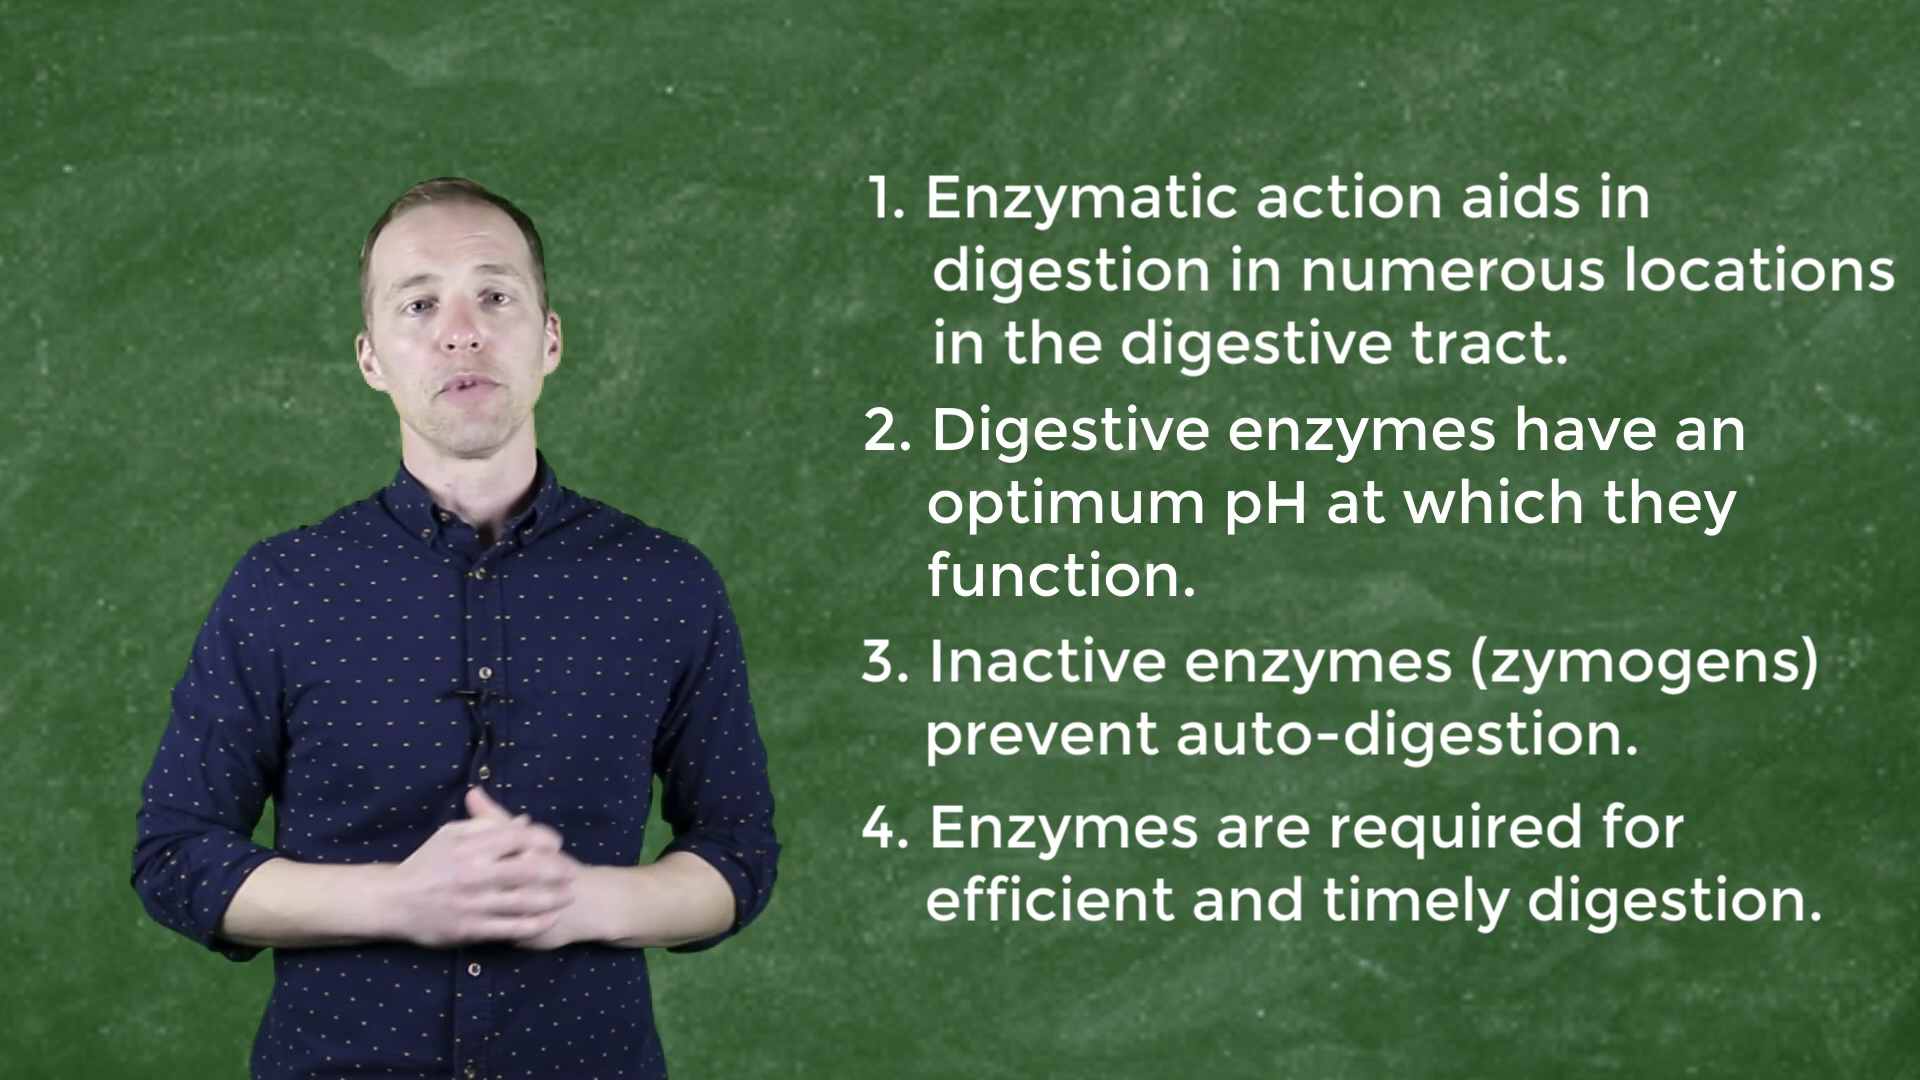 1. Enzymatic action aids in
digestion in numerous locations
in the digestive tract.
2. Digestive enzymes have an
optimum pH at which they
function.
3. Inactive enzymes (zymogens)
prevent auto-digestion.
4. Enzymes are required for
efficient and timely digestion.